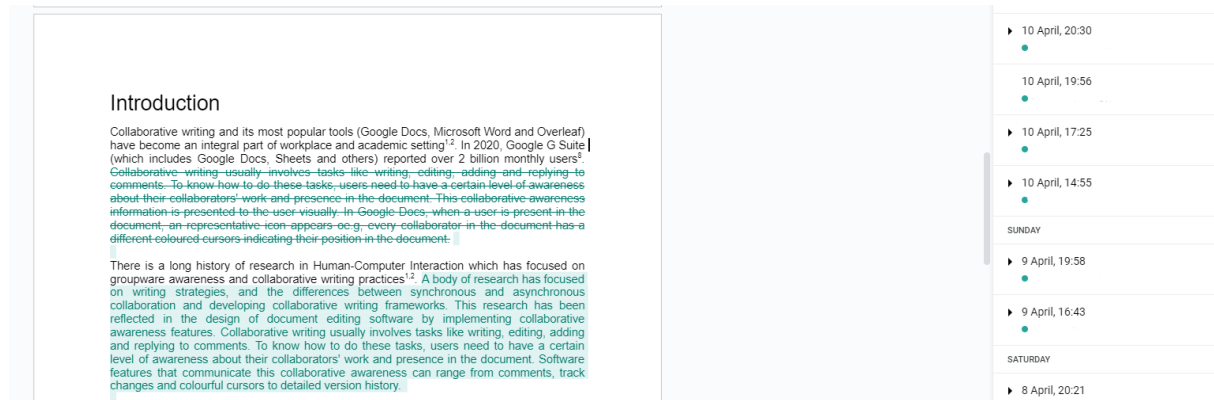 Introduction
Collaborative writing and its most popular tools (Google Docs, Microsoft Word and Overleaf)
have become an integral part of workplace and academic setting1,2. In 2020, Google G Suite
(which includes Google Docs, Sheets and others) reported over 2 billion monthly users8.
Collaborative writing usually involves tasks like writing, editing, adding and replying to
comments. To know how to do these tasks, users need to have a certain level of awareness
about their collaborators' work and presence in the document. This collaborative awareness
information is presented to the user visually. In Google Docs, when a user is present in the
document, an representative icon appears oe.g, every collaborator in the document has a
different coloured cursors indicating their position in the document.
There is a long history of research in Human-Computer Interaction which has focused on
groupware awareness and collaborative writing practices1,2. A body of research has focused
on writing strategies, and the differences between synchronous and asynchronous
collaboration and developing collaborative writing frameworks. This research has been
reflected in the design of document editing software by implementing collaborative
awareness features. Collaborative writing usually involves tasks like writing, editing, adding
and replying to comments. To know how to do these tasks, users need to have a certain
level of awareness about their collaborators' work and presence in the document. Software
features that communicate this collaborative awareness can range from comments, track
changes and colourful cursors to detailed version history.
10 April, 20:30
10 April, 19:56
10 April, 17:25
10 April, 14:55
SUNDAY
9 April, 19:58
9 April, 16:43
SATURDAY
8 April, 20:21